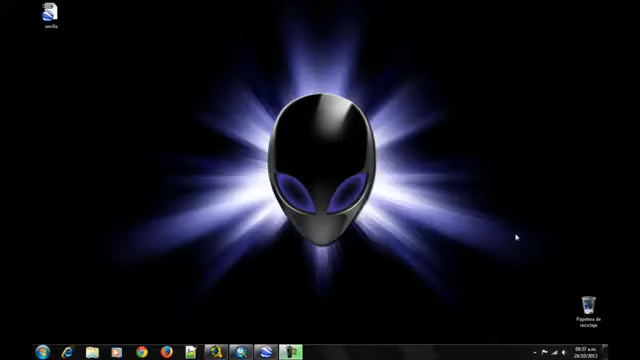 sevilla
Papelera de
reciclaje
09:37 a.m.
24/10/2013